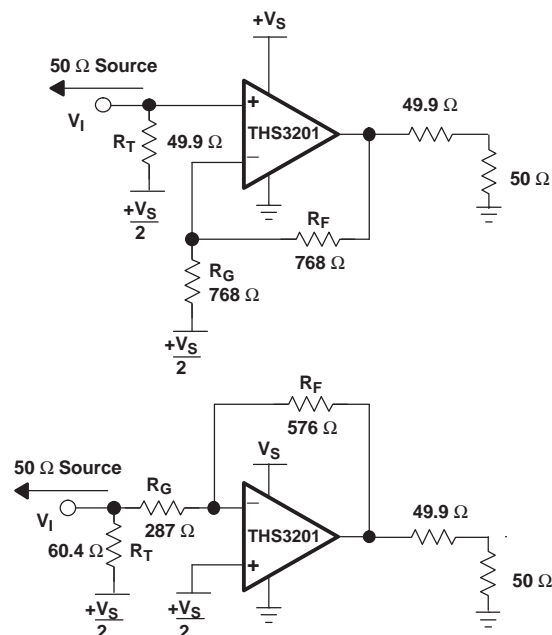 +VS
50 Ω Source
VI
+
THS3201
49.9 Ω
RT
49.9 Ω
−
50 Ω
+VS
2
RF
768 Ω
RG
768 Ω
+VS
2
RF
576 Ω
VS
50 Ω Source
RG
VI
287 Ω
−
THS3201
49.9 Ω
60.4 Ω
RT
+
50 Ω
+VS
2
+VS
2